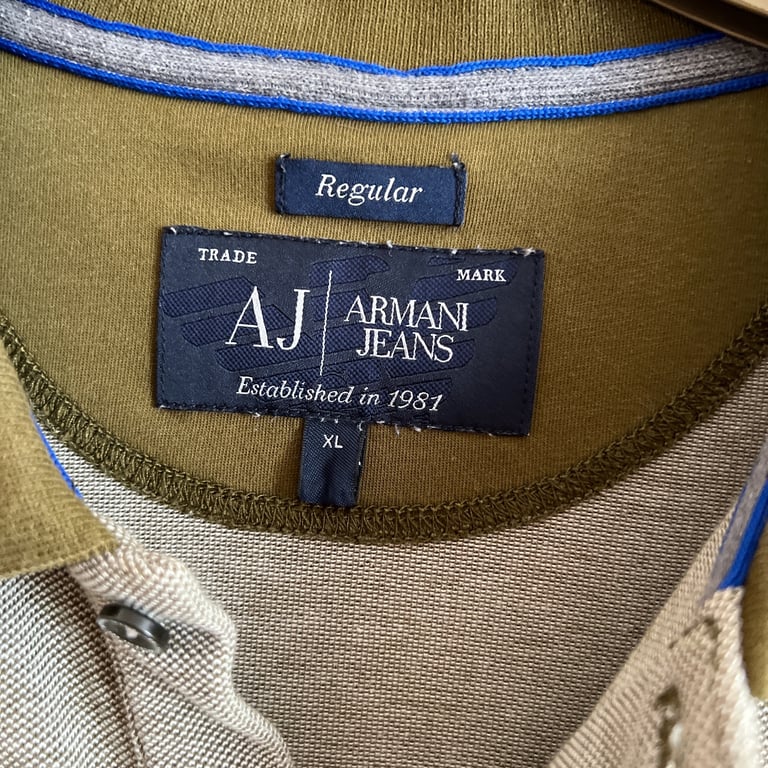 Regular
TRADE MARK
AJ ARMANI
JEANS
Established in 1981
XL